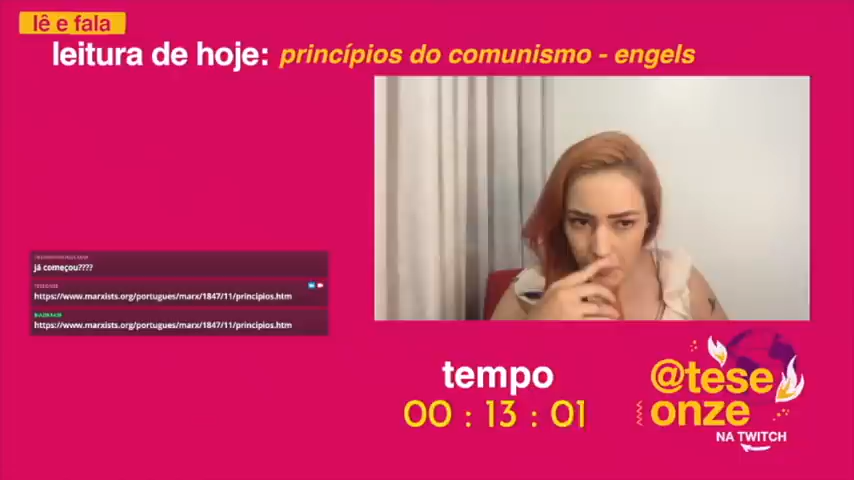 lê e fala
leitura de hoje: princípios do comunismo - engels
já começou????
TESEONZE
https://www.marxists.org/portugues/marx/1847/11/principios.htm
https://www.marxists.org/portugues/marx/1847/11/principios.htm
tempo
00 : 13 : 01
@tese
onze
NA TWITCH